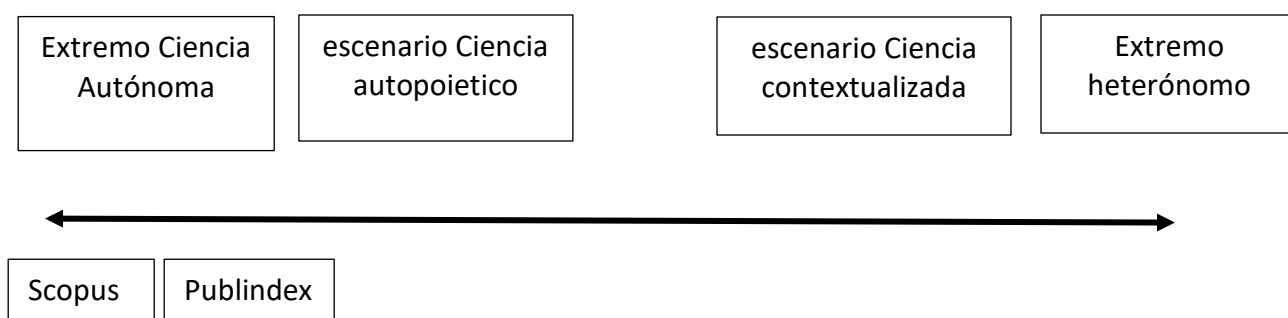 Extremo Ciencia
Autónoma
escenario Ciencia
autopoietico
escenario Ciencia
contextualizada
Extremo
heterónomo
Scopus
Publindex